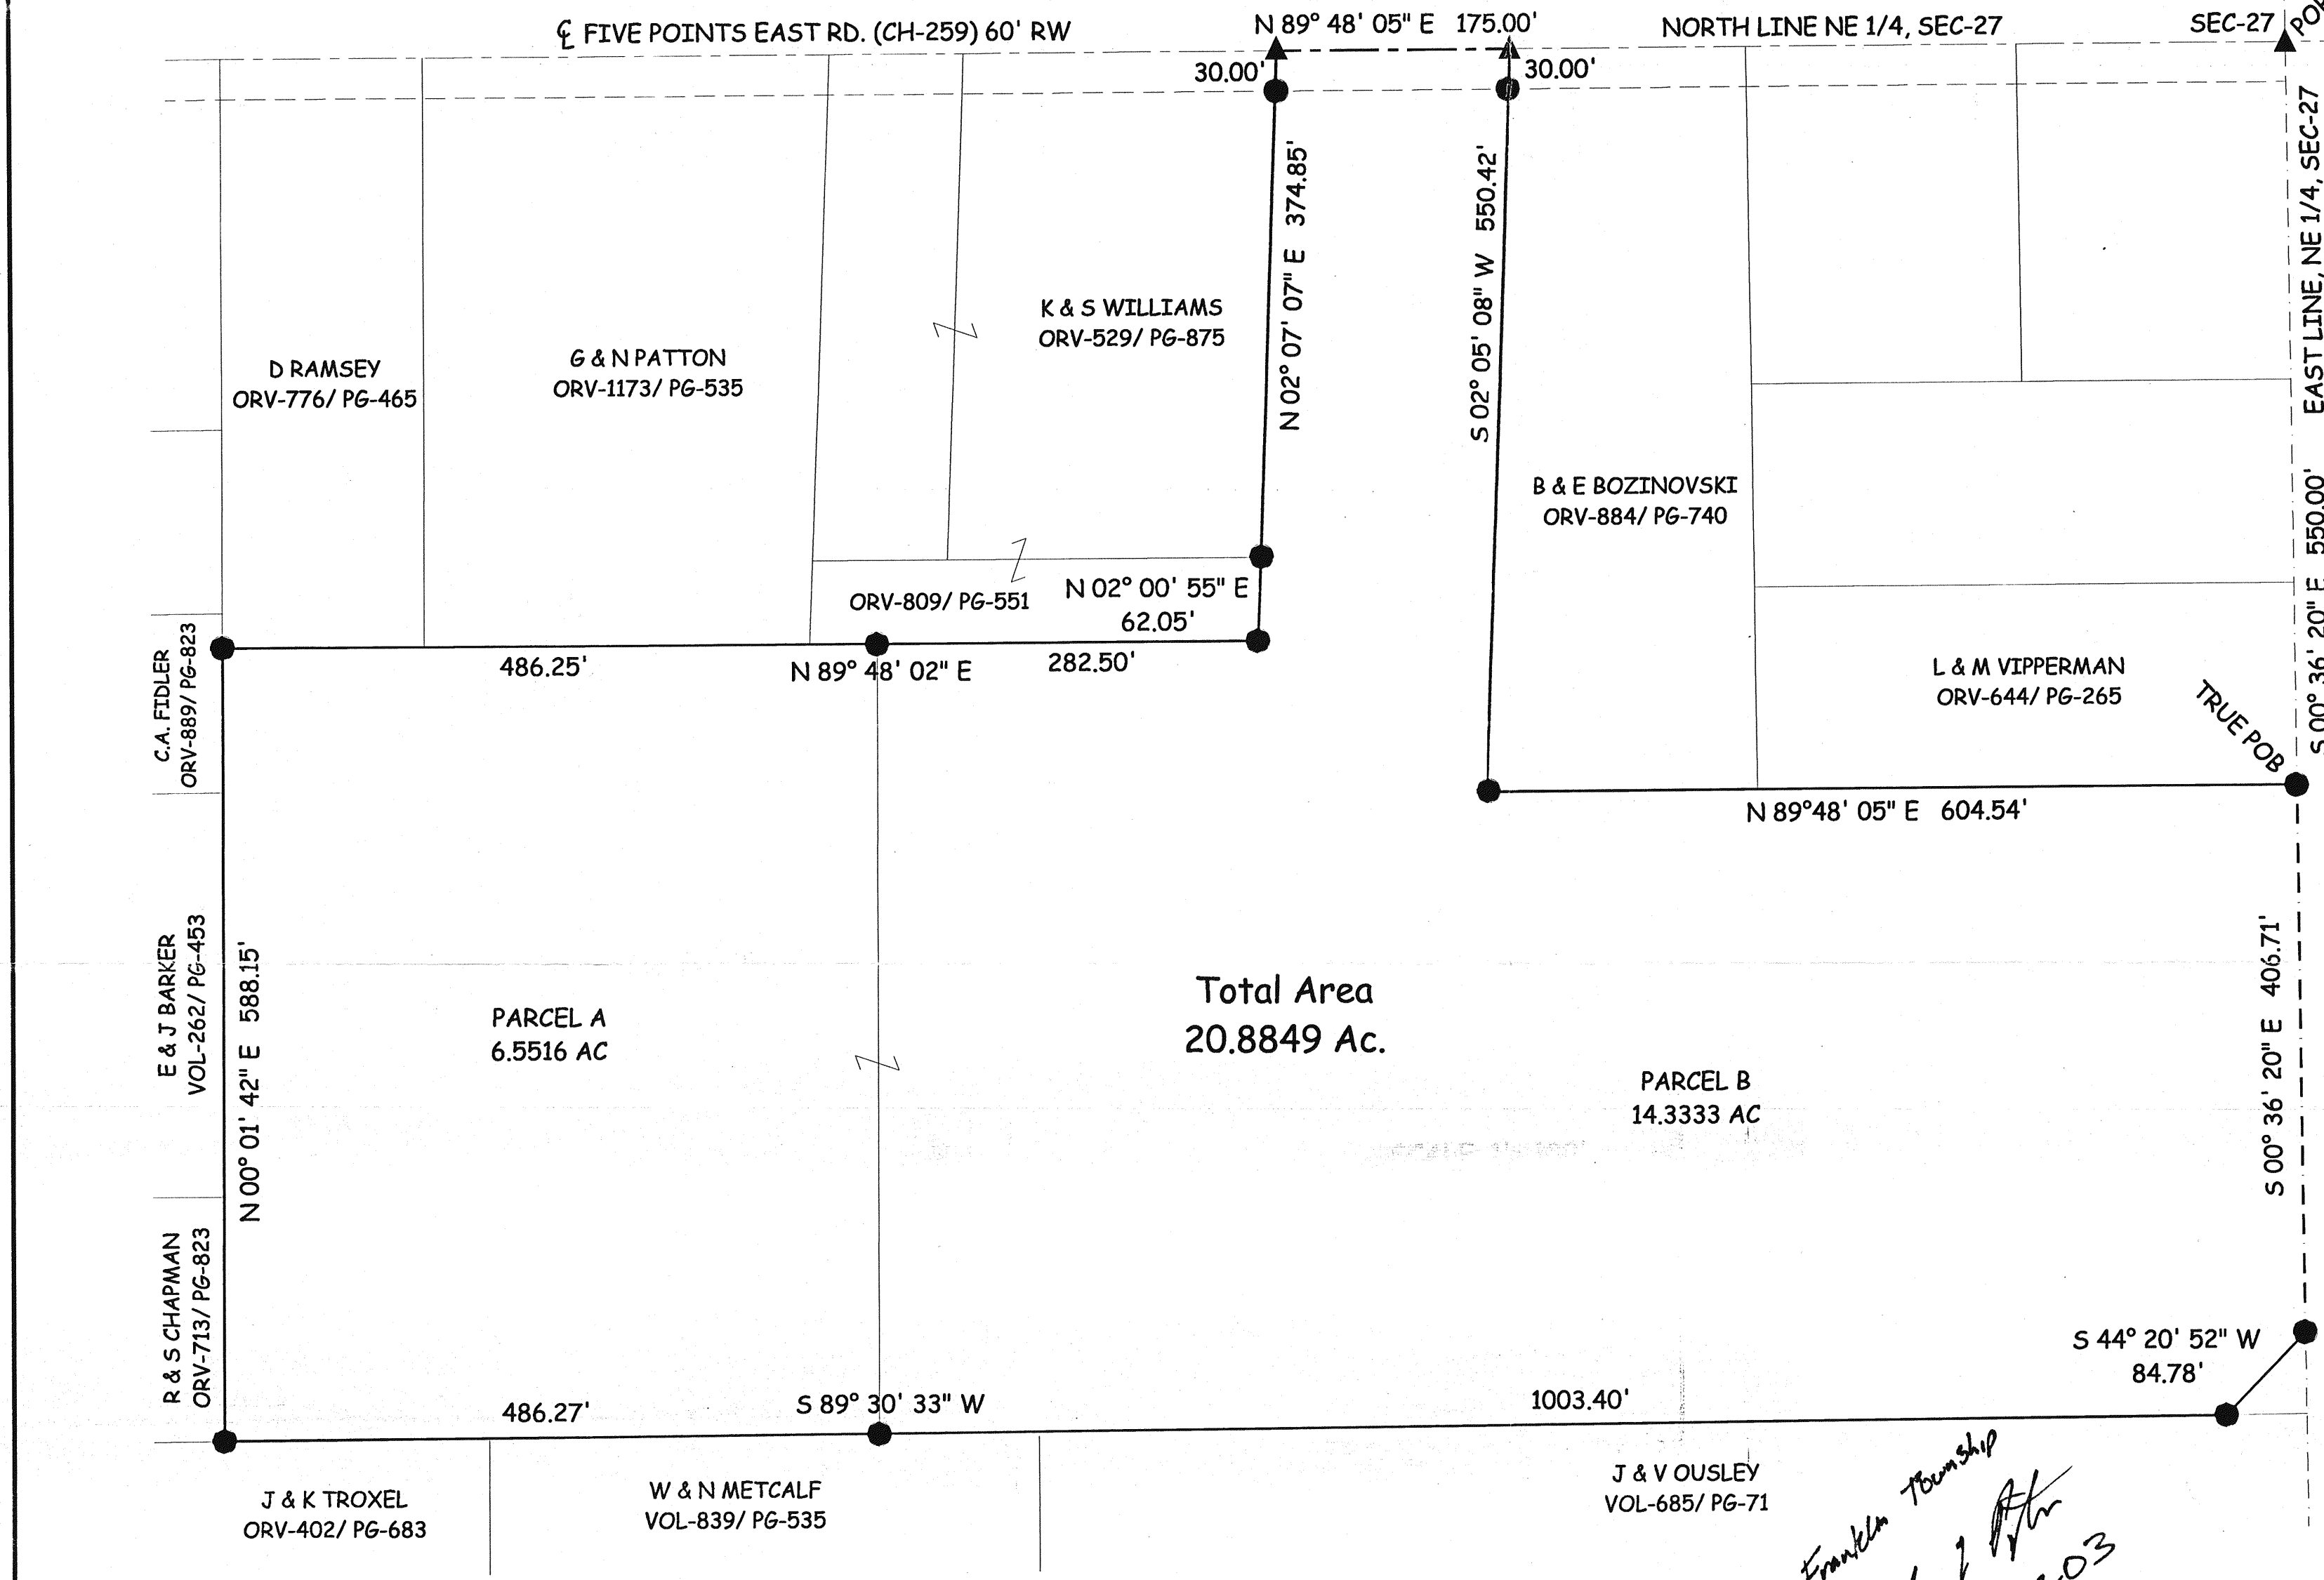 ℄ FIVE POINTS EAST RD. (CH-259) 60' RW
N 89° 48' 05" E 175.00'
NORTH LINE NE 1/4, SEC-27
SEC-27
30.00'
30.00'
EAST LINE, NE 1/4, SEC-27
S 00° 36' 20" E 550.00'
N 02° 07' 07" E 374.85'
S 02° 05' 08" W 550.42'
D RAMSEY
ORV-776/ PG-465
G & N PATTON
ORV-1173/ PG-535
K & S WILLIAMS
ORV-529/ PG-875
B & E BOZINOVSKI
ORV-884/ PG-740
ORV-809/ PG-551
N 02° 00' 55" E
62.05'
L & M VIPPERMAN
ORV-644/ PG-265
TRUE POB
C.A. FIDLER
ORV-889/ PG-823
486.25'
N 89° 48' 02" E
282.50'
N 89°48' 05" E 604.54'
E & J BARKER
VOL-262/ PG-453
N 00° 01' 42" E 588.15'
PARCEL A
6.5516 AC
Total Area
20.8849 Ac.
PARCEL B
14.3333 AC
S 00° 36' 20" E 406.71'
R & S CHAPMAN
ORV-713/ PG-823
S 44° 20' 52" W
84.78'
486.27'
S 89° 30' 33" W
1003.40'
J & K TROXEL
ORV-402/ PG-683
W & N METCALF
VOL-839/ PG-535
J & V OUSLEY
VOL-685/ PG-71
Franklin Township